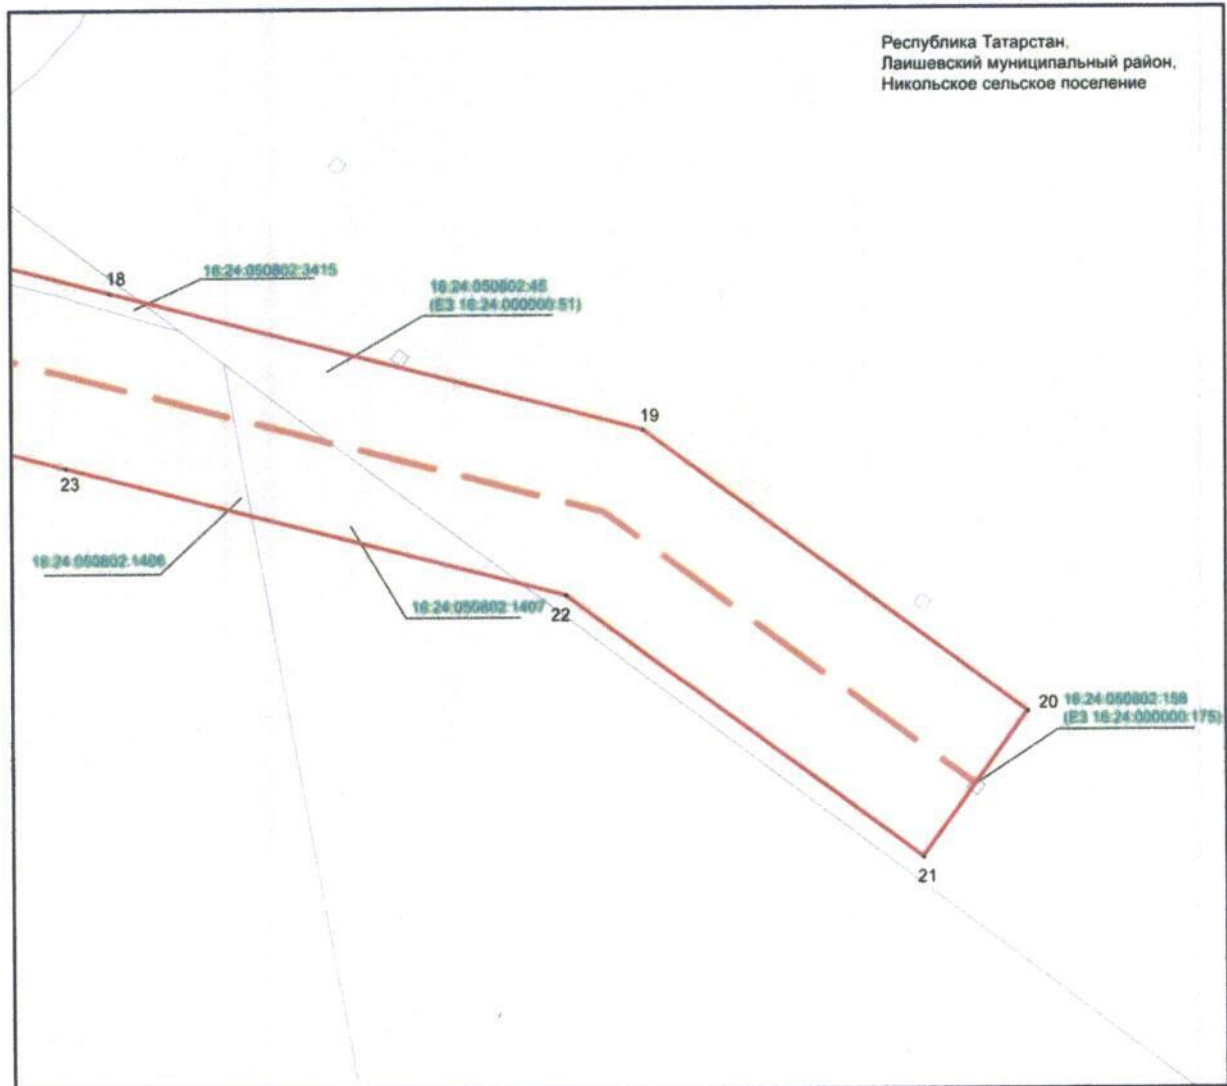 Республика Татарстан,
Лаишевский муниципальный район,
Никольское сельское поселение
18
16:24:050802:3415
16:24:050802:45
(ЕЗ 16:24:000000:51)
19
23
16:24:050802:1406
16:24:050802:1407
22
20
16:24:050802:158
(ЕЗ 16:24:000000:175)
21